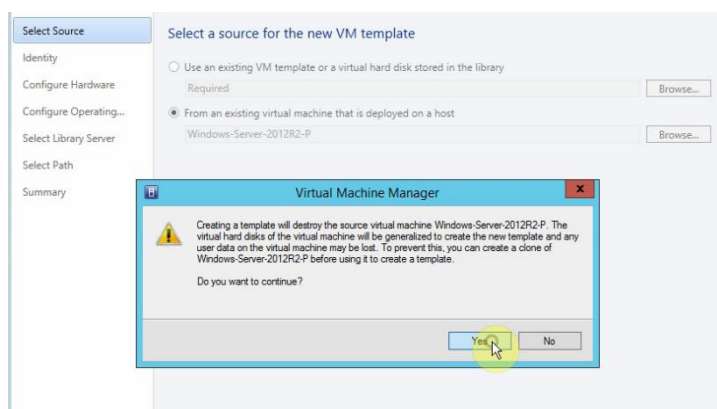 Select Source
Identity
Configure Hardware
Configure Operating...
Select Library Server
Select Path
Summary
Select a source for the new VM template
Use an existing VM template or a virtual hard disk stored in the library
Required
Browse...
From an existing virtual machine that is deployed on a host
Windows-Server-2012R2-P
Browse...
Virtual Machine Manager
x
Creating a template will destroy the source virtual machine Windows-Server-2012R2-P. The
virtual hard disks of the virtual machine will be generalized to create the new template and any
user data on the virtual machine may be lost. To prevent this, you can create a clone of
Windows-Server-2012R2-P before using it to create a template.
Do you want to continue?
Yes
No